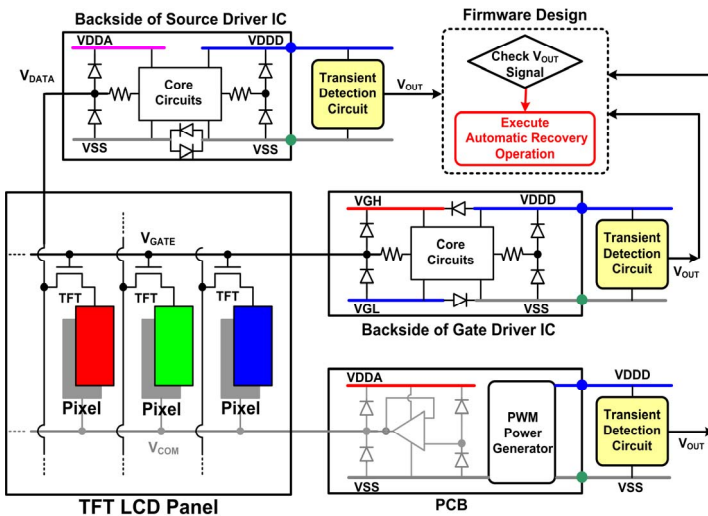 Backside of Source Driver IC
VDDA
VDDD
Core
Circuits
VSS
VDATA
Transient
Detection
Circuit
VOUT
Firmware Design
Check VOUT
Signal
Execute
Automatic Recovery
Operation
VGATE
TFT
TFT
TFT
Pixel
Pixel
Pixel
VCOM
TFT LCD Panel
VGH
VDDD
Core
Circuits
VGL
VSS
Backside of Gate Driver IC
Transient
Detection
Circuit
VOUT
VDDA
PWM
Power
Generator
VSS
PCB
VDDD
Transient
Detection
Circuit
VSS
VOUT